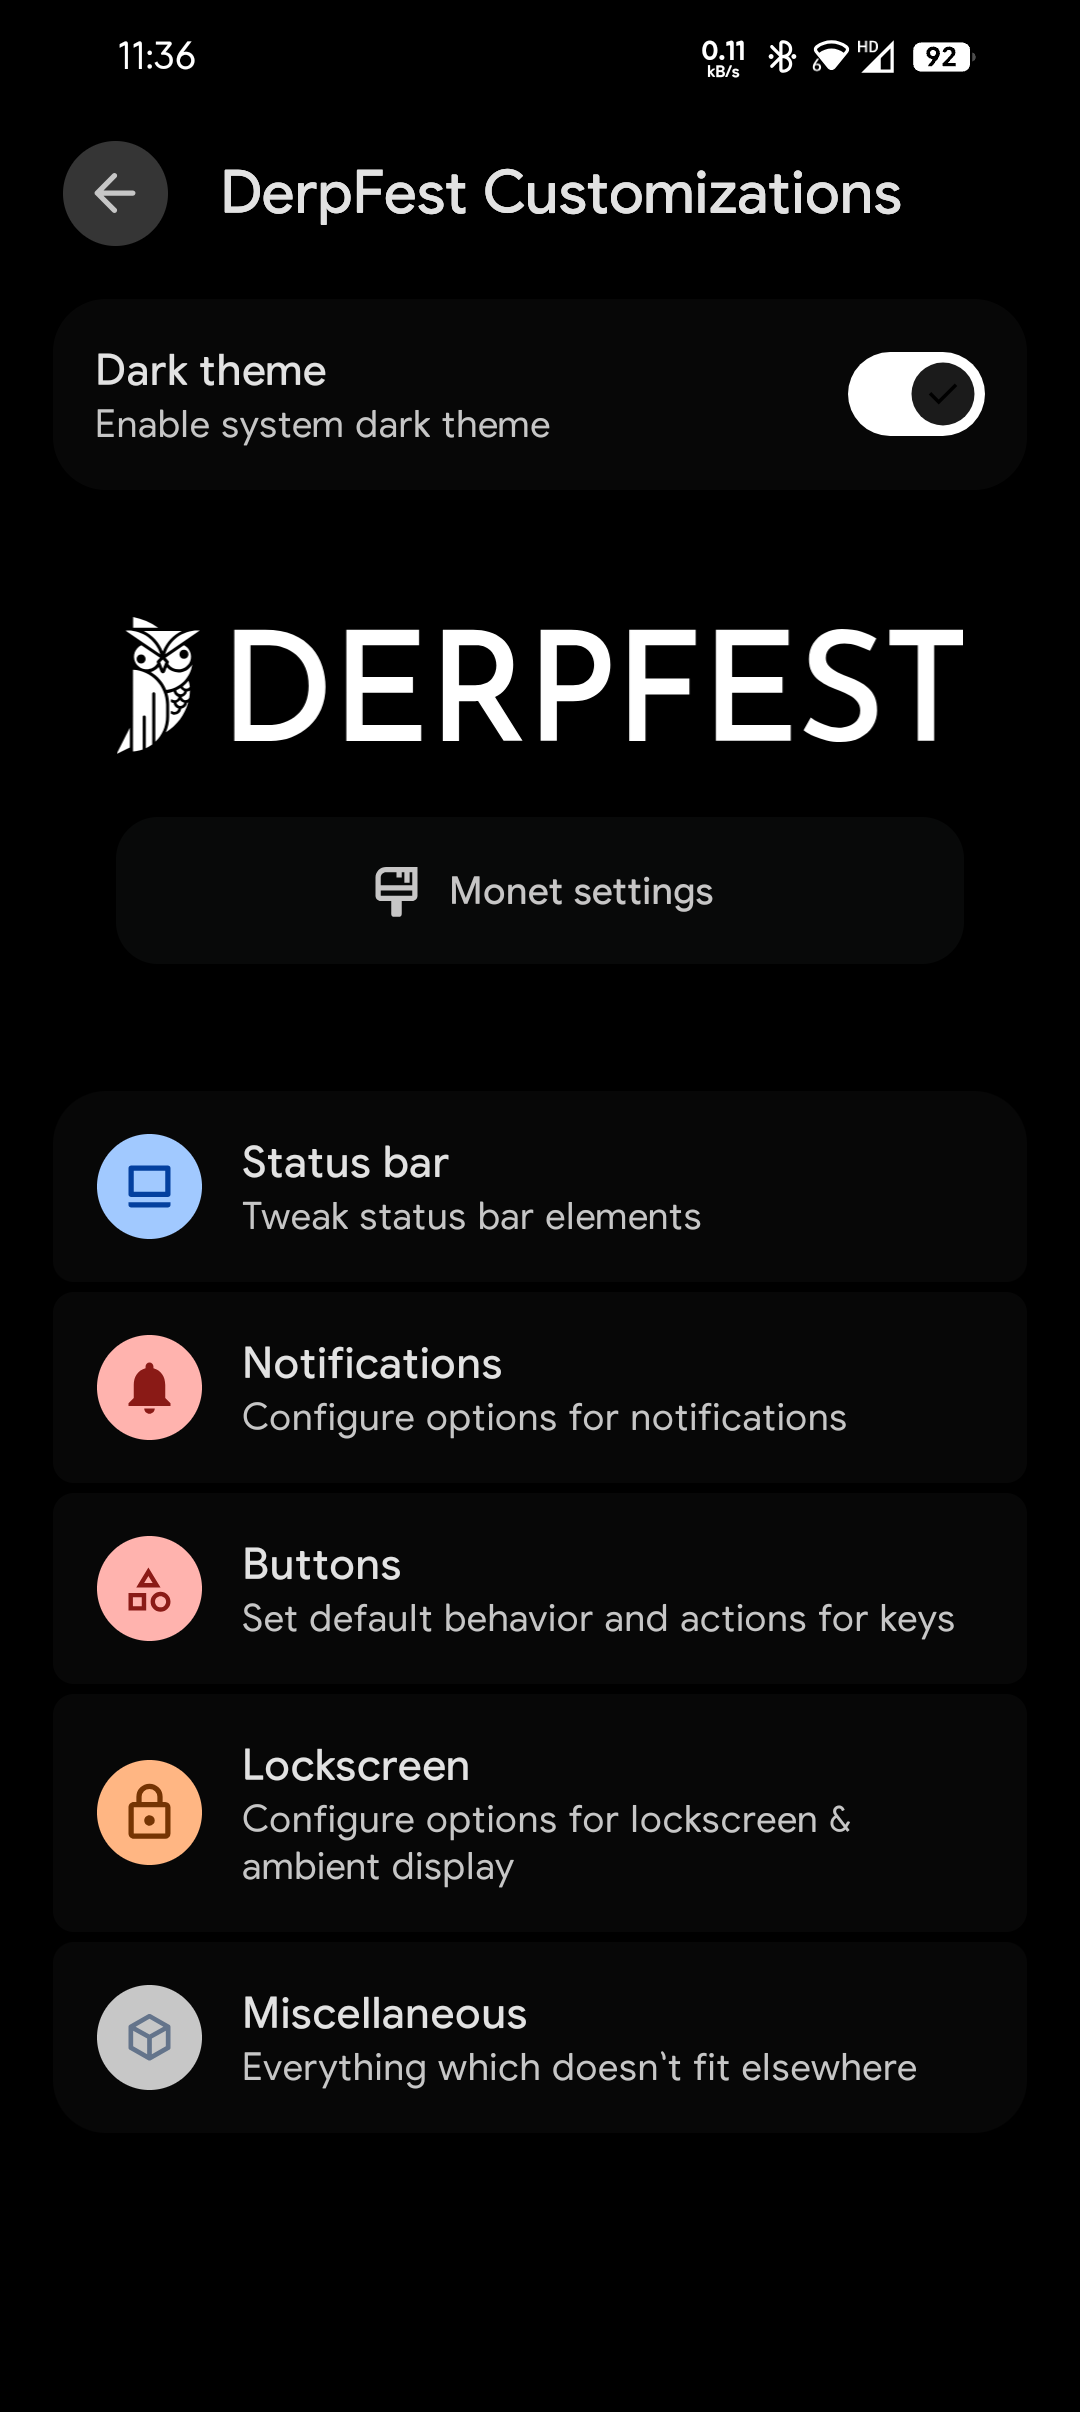 11:36
0.11
kB/s
6
HD
92
DerpFest Customizations
Dark theme
Enable system dark theme
DERPFEST
Monet settings
Status bar
Tweak status bar elements
Notifications
Configure options for notifications
Buttons
Set default behavior and actions for keys
Lockscreen
Configure options for lockscreen &
ambient display
Miscellaneous
Everything which doesn`t fit elsewhere